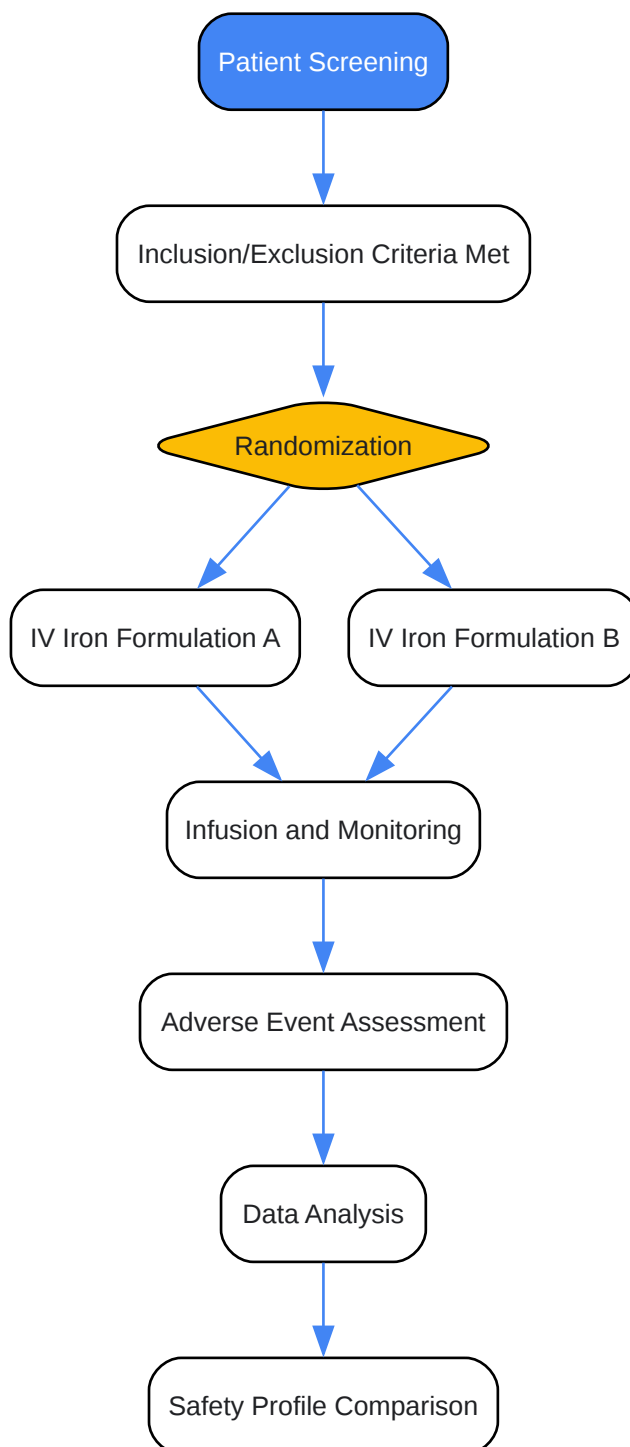 Patient Screening
Inclusion/Exclusion Criteria Met
Randomization
IV Iron Formulation A
IV Iron Formulation B
Infusion and Monitoring
Adverse Event Assessment
Data Analysis
Safety Profile Comparison